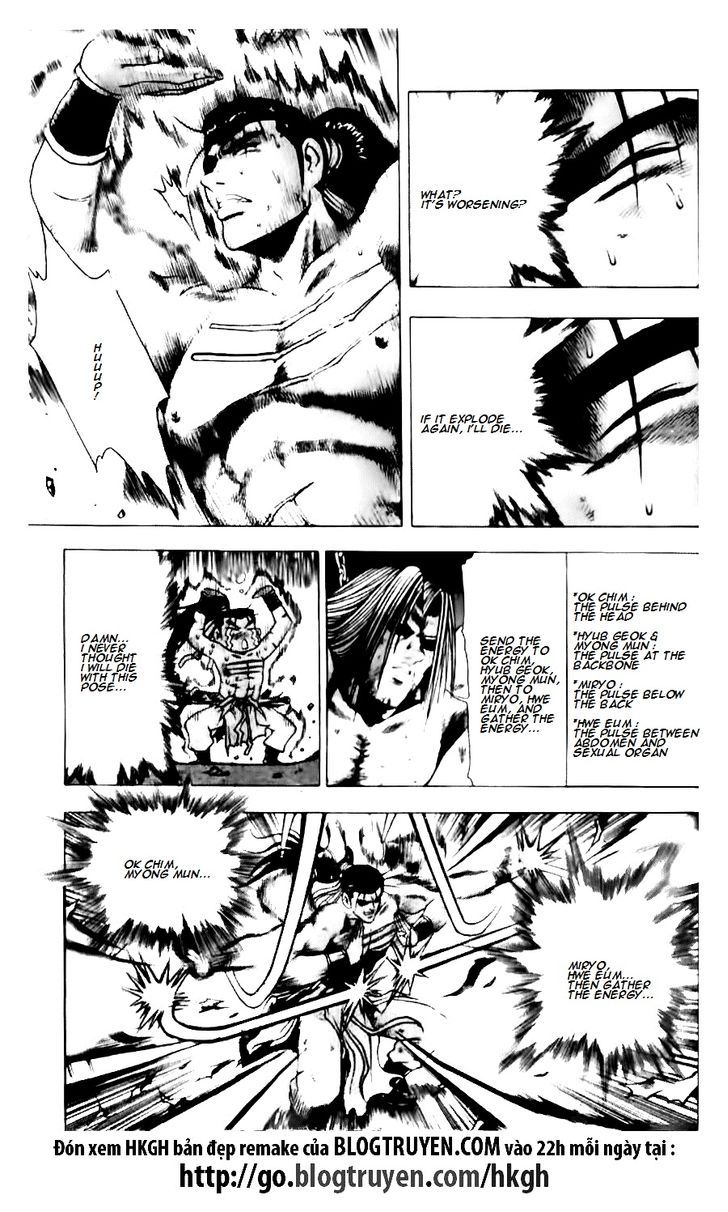 HUUUP!
WHAT?
IT'S WORSENING?
IF IT EXPLODE
AGAIN, I'LL DIE...
DAMN...
I NEVER
THOUGHT
I WILL DIE
WITH THIS
POSE...
SEND THE
ENERGY TO
OK CHIM,
HYUB GEOK,
MYONG MUN,
THEN TO
MIRYO, HWE
EUM, AND
GATHER THE
ENERGY...
*OK CHIM :
THE PULSE BEHIND
THE HEAD
*HYUB GEOK &
MYONG MUN :
THE PULSE AT THE
BACKBONE
*MIRYO :
THE PULSE BELOW
THE BACK
*HWE EUM :
THE PULSE BETWEEN
ABDOMEN AND
SEXUAL ORGAN
OK CHIM,
MYONG MUN...
MIRYO,
HWE EUM...
THEN GATHER
THE ENERGY...
Đón xem HKGH bản đẹp remake của BLOGTRUYEN.COM vào 22h mỗi ngày tại :
http://go.blogtruyen.com/hkgh